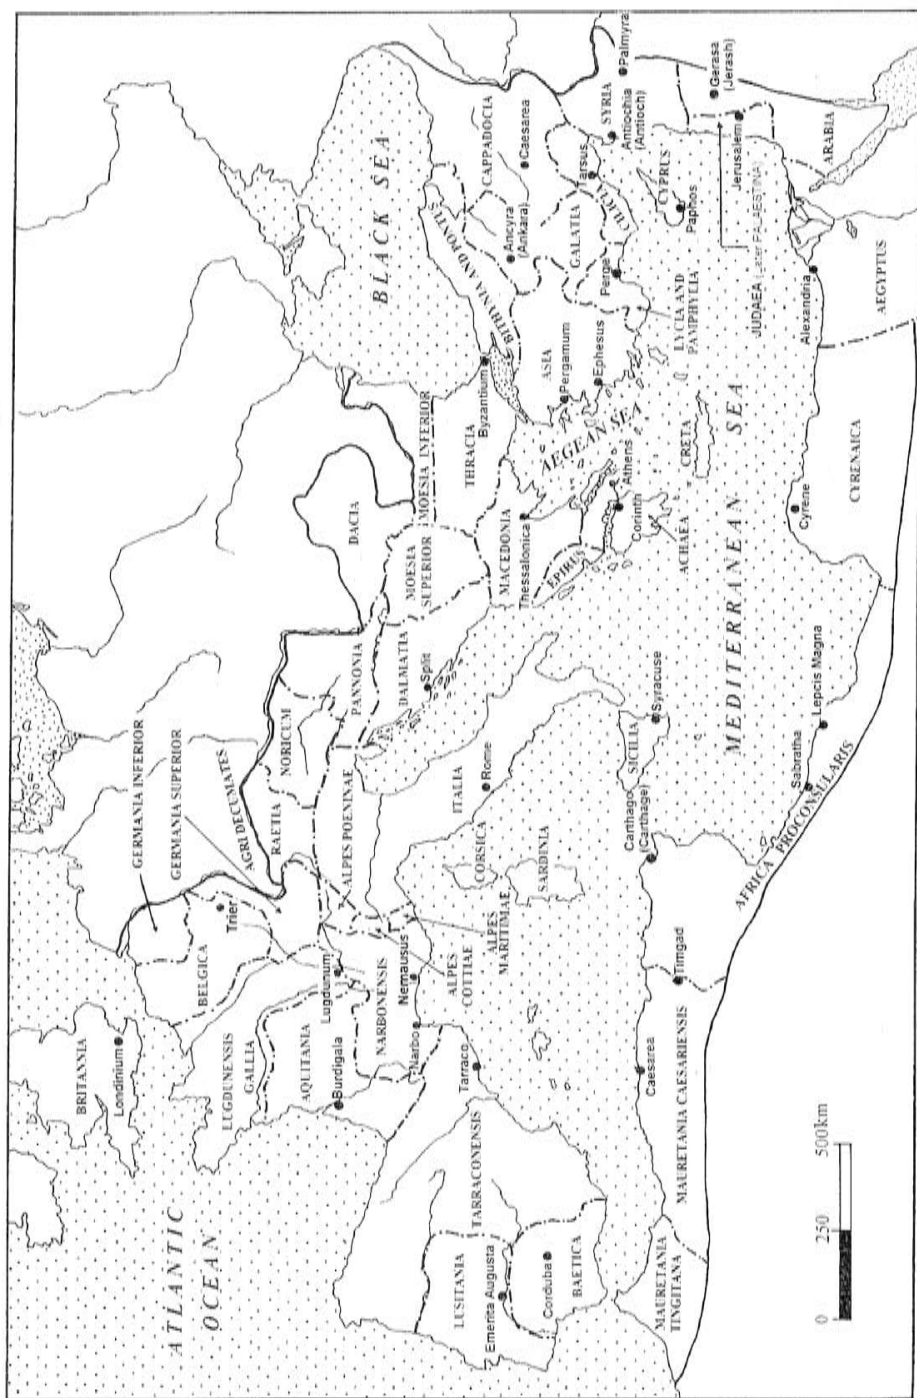 ATLANTIC
OCEAN
BRITANNIA
Londinium
GERMANIA INFERIOR
GERMANIA SUPERIOR
AGRI DECUMATES
BELGICA
Trier
LUGDUNENSIS
GALLIA
AQUITANIA
Burdigala
Lugdunum
NARBONENSIS
Narbo
Nemausus
ALPES
COTTIAE
ALPES
MARITIMAE
ALPES POENINAE
RAETIA
NORICUM
PANNONIA
DALMATIA
Split
DACIA
MOESIA
SUPERIOR
MOESIA INFERIOR
THRACIA
Byzantium
MACEDONIA
Thessalonica
EPIRUS
ACHAEA
Corinth
Athens
AEGEAN SEA
BLACK SEA
BITHYNIA AND PONTUS
ASIA
Pergamum
Ephesus
GALATIA
Ancyra
(Ankara)
CAPPADOCIA
Caesarea
LYCIA AND
PAMPHYLIA
Perge
CILICIA
Tarsus
SYRIA
Antiochia
(Antioch)
Palmyra
CYPRUS
Paphos
Gerasa
(Jerash)
Jerusalem
JUDAEA (Later PALAESTINA)
ARABIA
AEGYPTUS
Alexandria
CYRENAICA
Cyrene
CRETA
MEDITERRANEAN SEA
ITALIA
Rome
CORSICA
SARDINIA
SICILIA
Syracuse
Carthago
(Carthage)
Sabratha
Lepcis Magna
AFRICA PROCONSULARIS
Timgad
Caesarea
MAURETANIA CAESARIENSIS
MAURETANIA
TINGITANA
TARRACONENSIS
Tarraco
LUSITANIA
Emerita Augusta
Corduba
BAETICA
0 250 500km